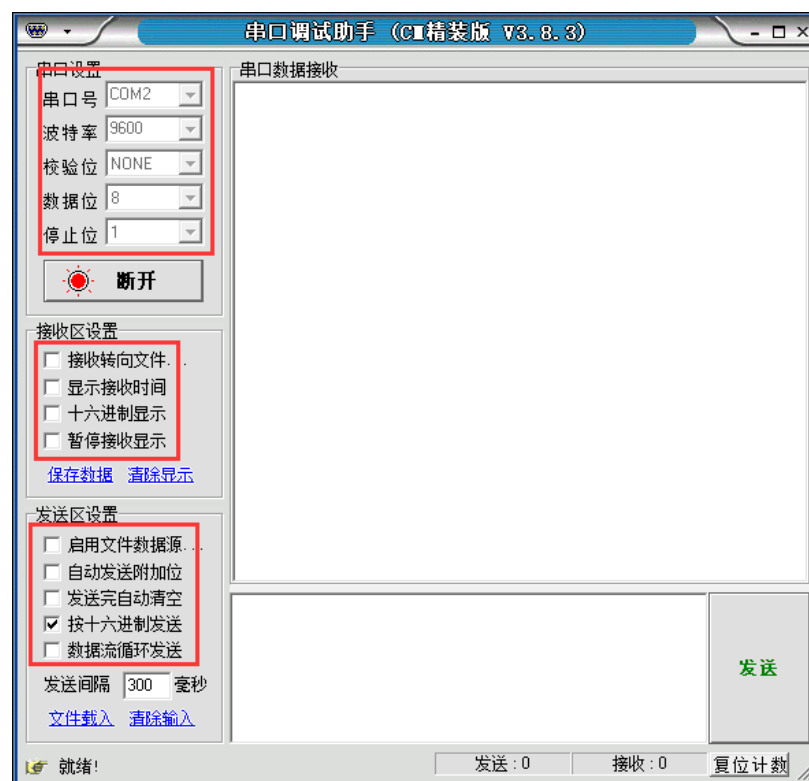 串口调试助手 (CM精装版 V3.8.3)
串口设置
串口号 COM2
波特率 9600
校验位 NONE
数据位 8
停止位 1
断开
接收区设置
接收转向文件...
显示接收时间
十六进制显示
暂停接收显示
保存数据 清除显示
发送区设置
启用文件数据源...
自动发送附加位
发送完自动清空
按十六进制发送
数据流循环发送
发送间隔 300 毫秒
文件载入 清除输入
串口数据接收
发送
就绪!
发送:0 接收:0 复位计数